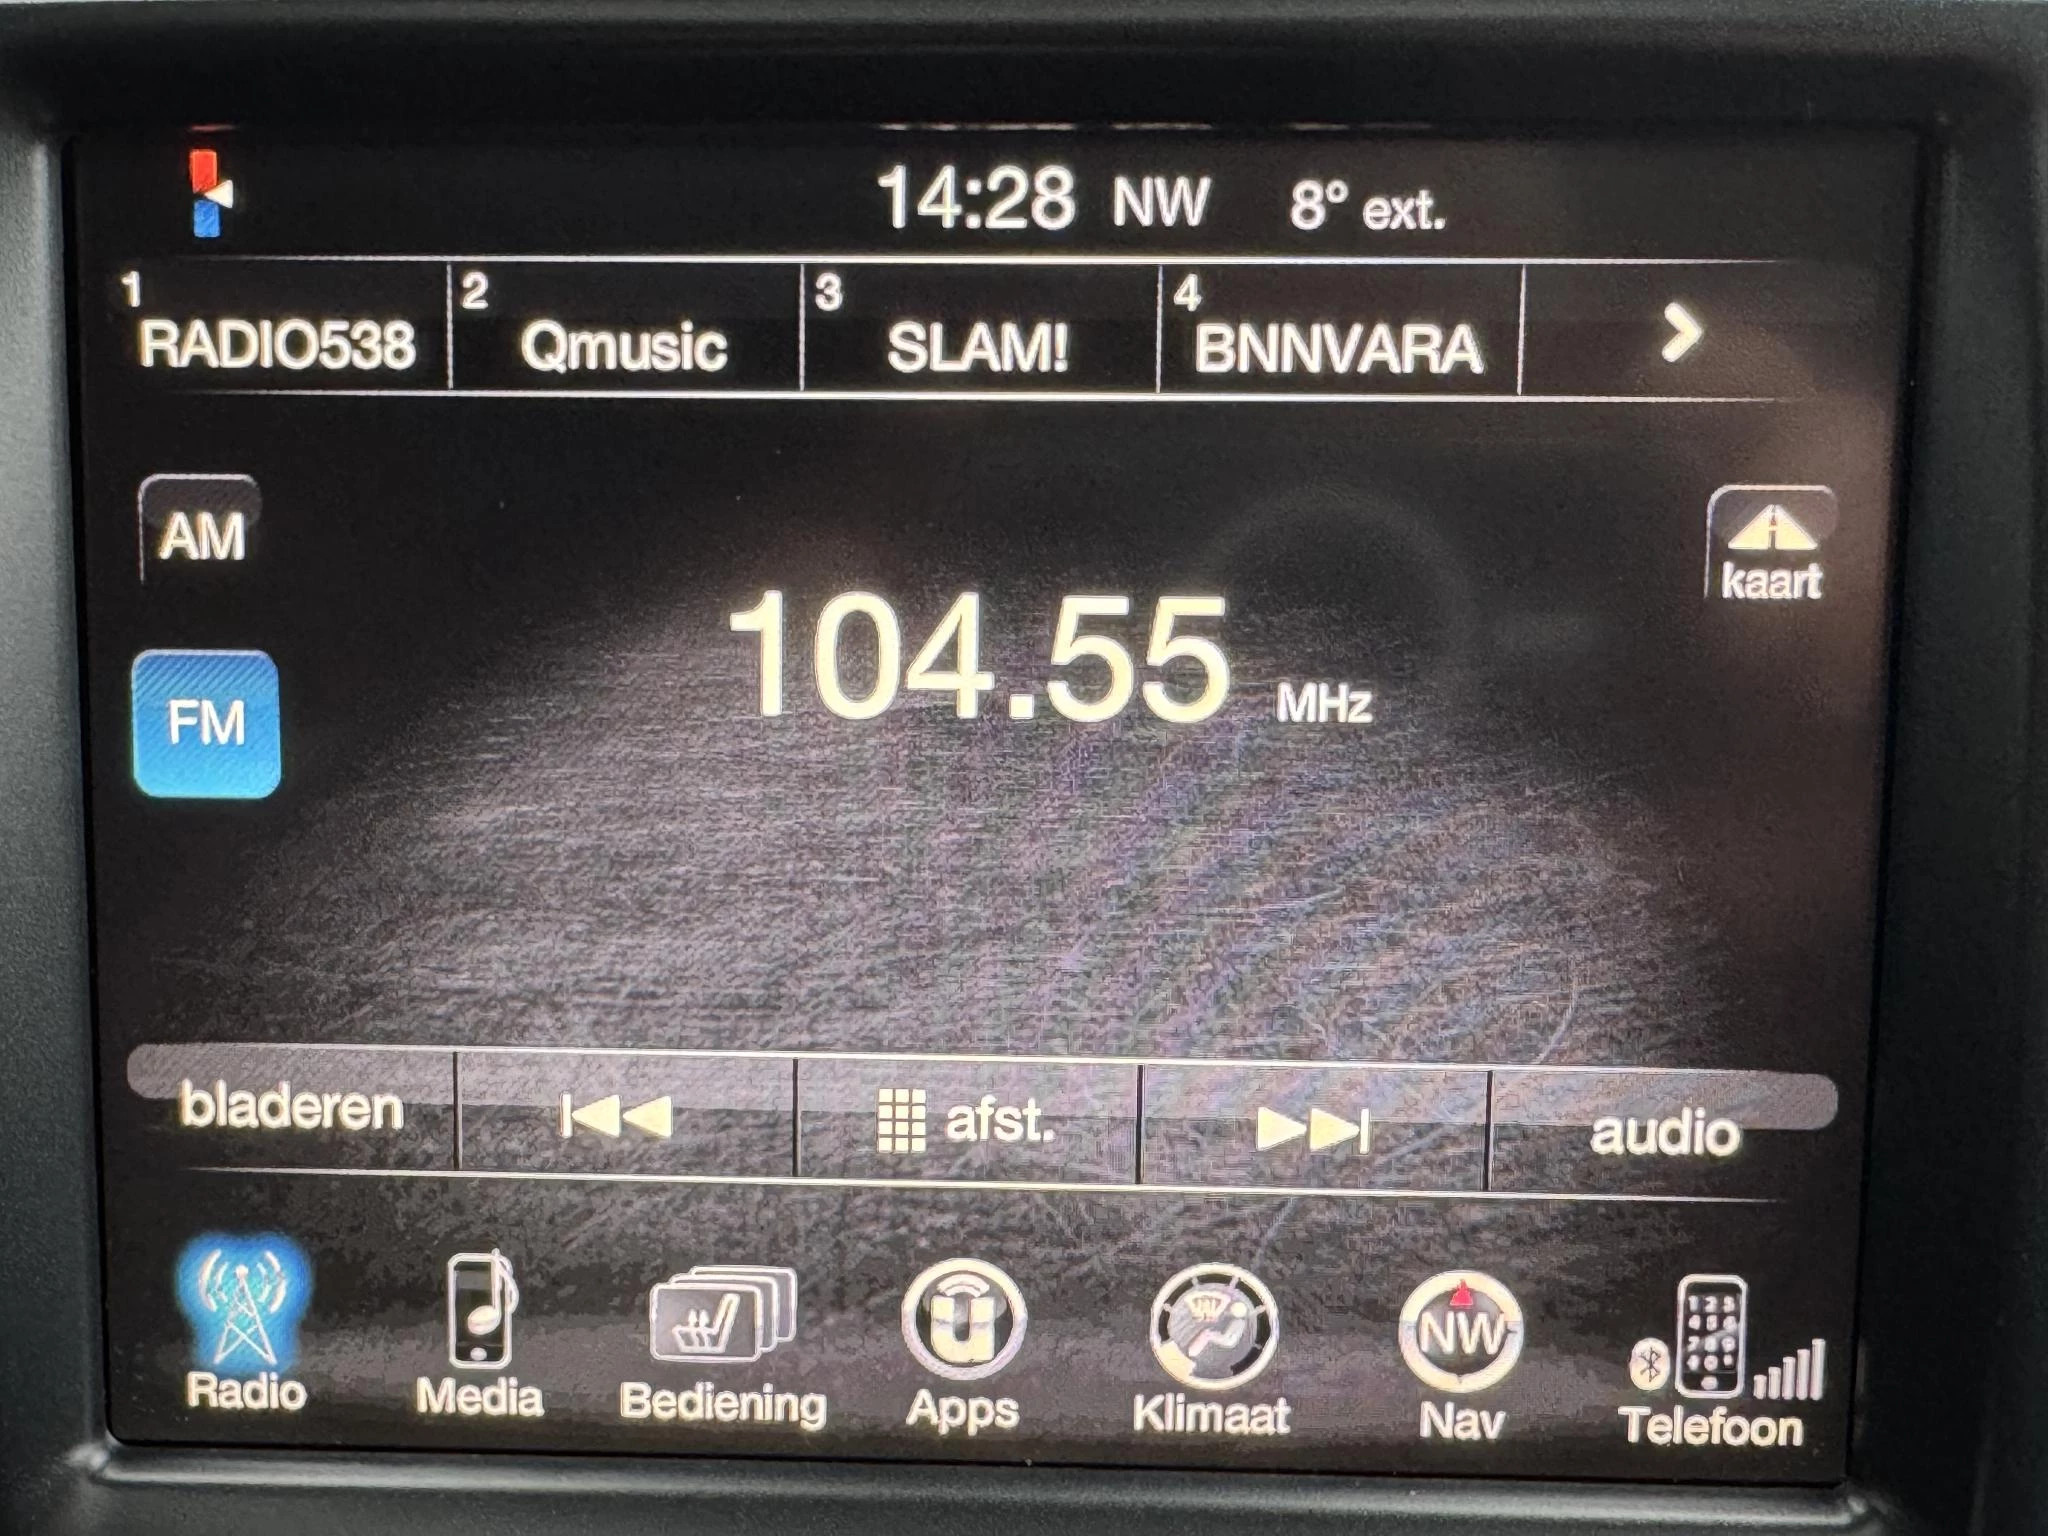 14:28 NW 8° ext.
1 RADIO538
2 Qmusic
3 SLAM!
4 BNNVARA
AM
kaart
104.55 MHz
FM
bladeren
afst.
audio
NW
Radio
Media
Bediening
Apps
Klimaat
Nav
Telefoon